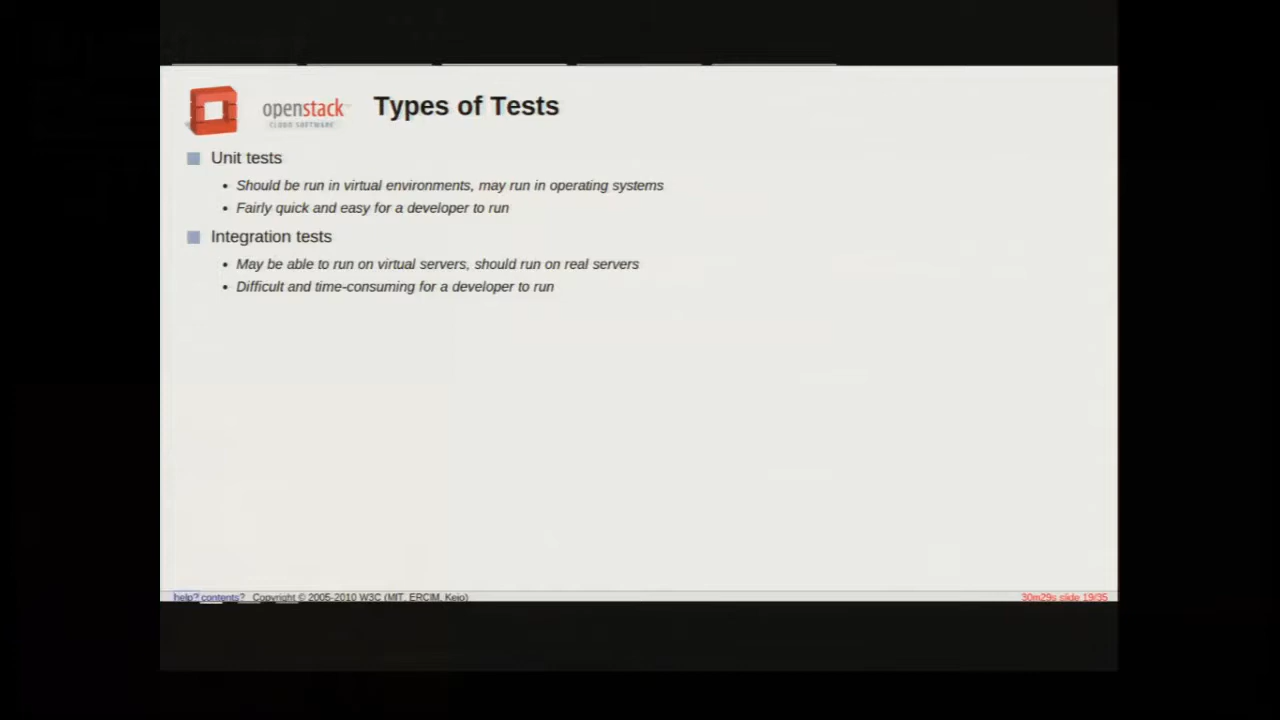 openstack
CLOUD SOFTWARE
Types of Tests
Unit tests
• Should be run in virtual environments, may run in operating systems
• Fairly quick and easy for a developer to run
Integration tests
• May be able to run on virtual servers, should run on real servers
• Difficult and time-consuming for a developer to run
help? contents? Copyright © 2005-2010 W3C (MIT, ERCIM, Keio)
30m29s slide 19/35